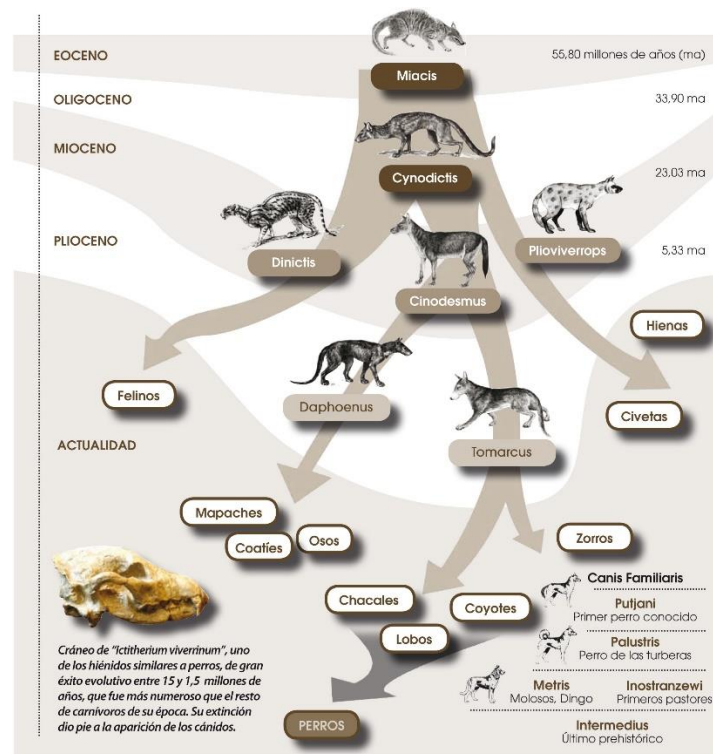 EOCENO
55,80 millones de años (ma)
Miacis
OLIGOCENO
33,90 ma
MIOCENO
Cynodictis
23,03 ma
PLIOCENO
Dinictis
Plioviverrops
5,33 ma
Cinodesmus
Hienas
Felinos
Daphoenus
Civetas
ACTUALIDAD
Tomarcus
Mapaches
Coatíes
Osos
Zorros
Chacales
Coyotes
Lobos
Canis Familiaris
Putjani
Primer perro conocido
Palustris
Perro de las turberas
Metris
Molosos, Dingo
Inostranzewi
Primeros pastores
Intermedius
Último prehistórico
PERROS
Cráneo de "Ictitherium viverrinum", uno
de los hiénidos similares a perros, de gran
éxito evolutivo entre 15 y 1,5 millones de
años, que fue más numeroso que el resto
de carnívoros de su época. Su extinción
dio pie a la aparición de los cánidos.